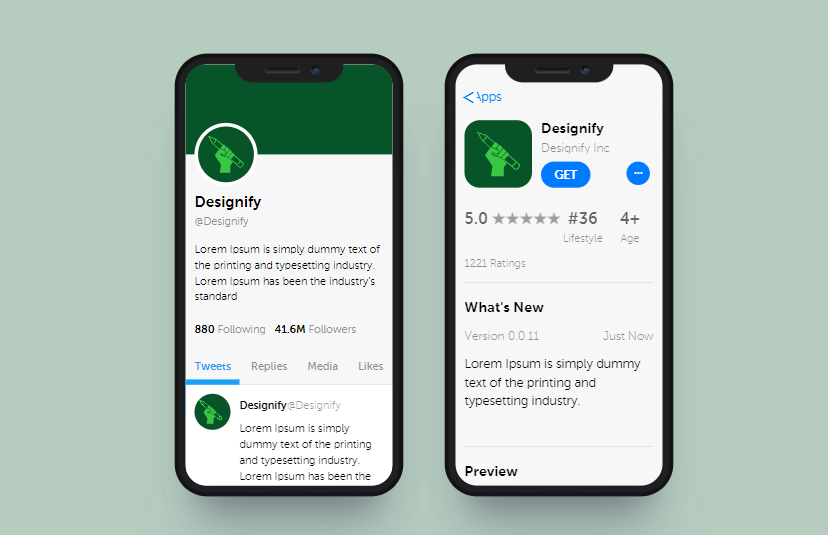 Designify
@Designify
Lorem Ipsum is simply dummy text of
the printing and typesetting industry.
Lorem Ipsum has been the industry's
standard
880 Following 41.6M Followers
Tweets Replies Media Likes
Designify@Designify
Lorem Ipsum is simply
dummy text of the printing
and typesetting industry.
Lorem Ipsum has been the
Apps
Designify
Designify Inc
GET
5.0 ★★★★★ #36 4+
Lifestyle Age
1221 Ratings
What's New
Version 0.0.11 Just Now
Lorem Ipsum is simply dummy
text of the printing and
typesetting industry.
Preview